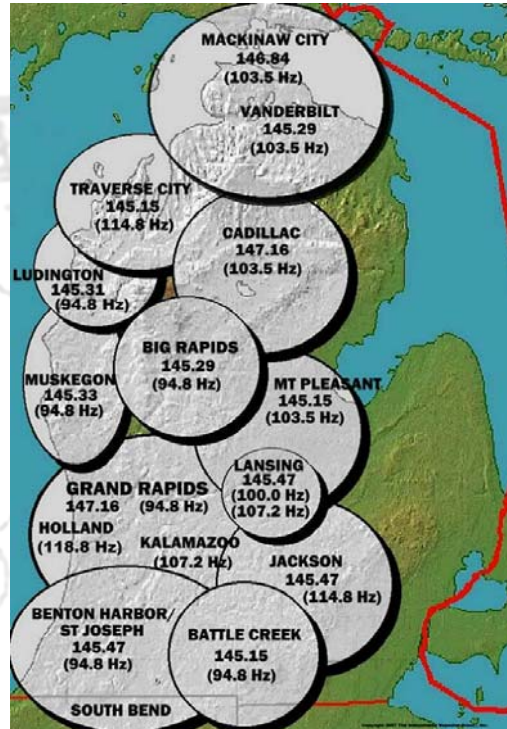 MACKINAW CITY
146.84
(103.5 Hz)
VANDERBILT
145.29
(103.5 Hz)
TRAVERSE CITY
145.15
(114.8 Hz)
CADILLAC
147.16
(103.5 Hz)
LUDINGTON
145.31
(94.8 Hz)
BIG RAPIDS
145.29
(94.8 Hz)
MUSKEGON
145.33
(94.8 Hz)
MT PLEASANT
145.15
(103.5 Hz)
LANSING
145.47
(100.0 Hz)
(107.2 Hz)
GRAND RAPIDS
147.16 (94.8 Hz)
HOLLAND
(118.8 Hz)
KALAMAZOO
(107.2 Hz)
JACKSON
145.47
(114.8 Hz)
BENTON HARBOR/
ST JOSEPH
145.47
(94.8 Hz)
BATTLE CREEK
145.15
(94.8 Hz)
SOUTH BEND
Copyright 2007 The Independent Repeater